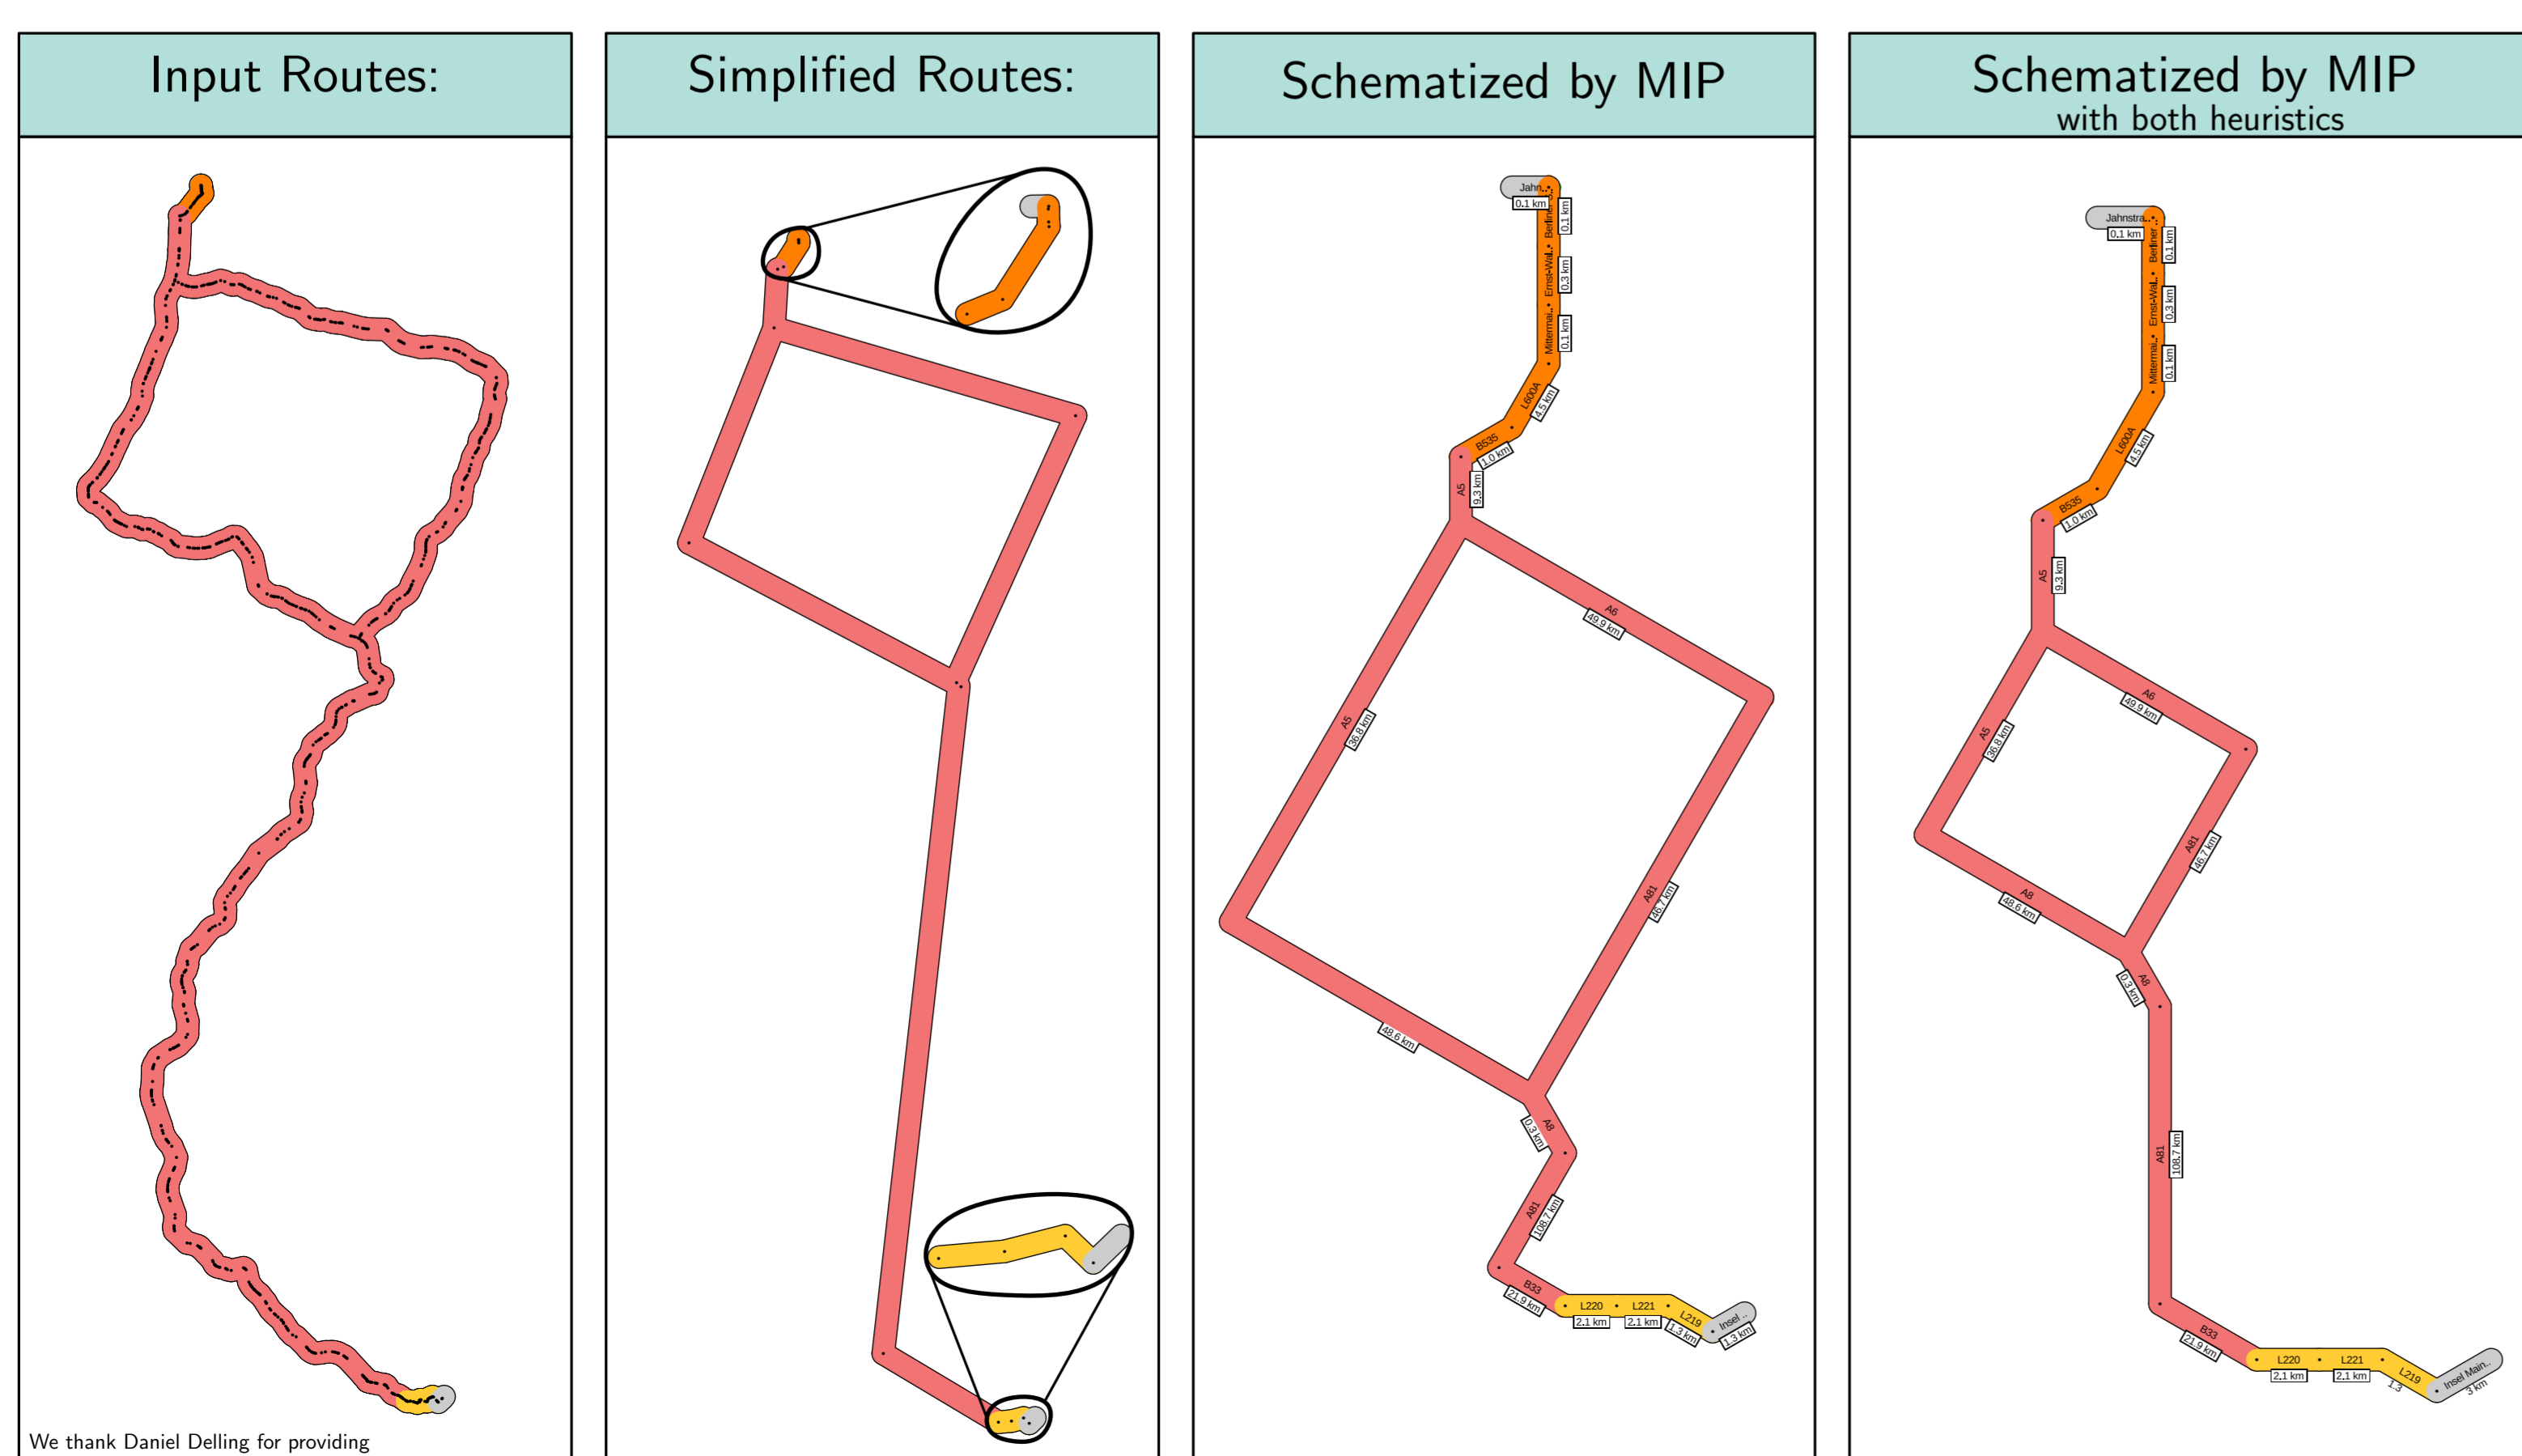 Input Routes:
Simplified Routes:
Schematized by MIP
Schematized by MIP
with both heuristics
Jahn..
0.1 km
0.1 km
Ernst-Wal..
0.3 km
Mittermai..
0.1 km
L600A
4.5 km
B535
1.0 km
A5
9.3 km
A6
49.9 km
A5
36.8 km
A81
46.7 km
48.6 km
A8
0.3 km
A81
108.7 km
B33
21.9 km
L220
2.1 km
L221
2.1 km
L219
1.3 km
Insel ..
1.3 km
Jahnstra..
0.1 km
Berliner ..
0.1 km
Ernst-Wal..
0.3 km
Mittermai..
0.1 km
L600A
4.5 km
B535
1.0 km
A5
9.3 km
A6
49.9 km
A5
36.8 km
A81
46.7 km
A8
48.6 km
A8
0.3 km
A81
108.7 km
B33
21.9 km
L220
2.1 km
L221
2.1 km
L219
1.3
Insel Main..
3 km
We thank Daniel Delling for providing